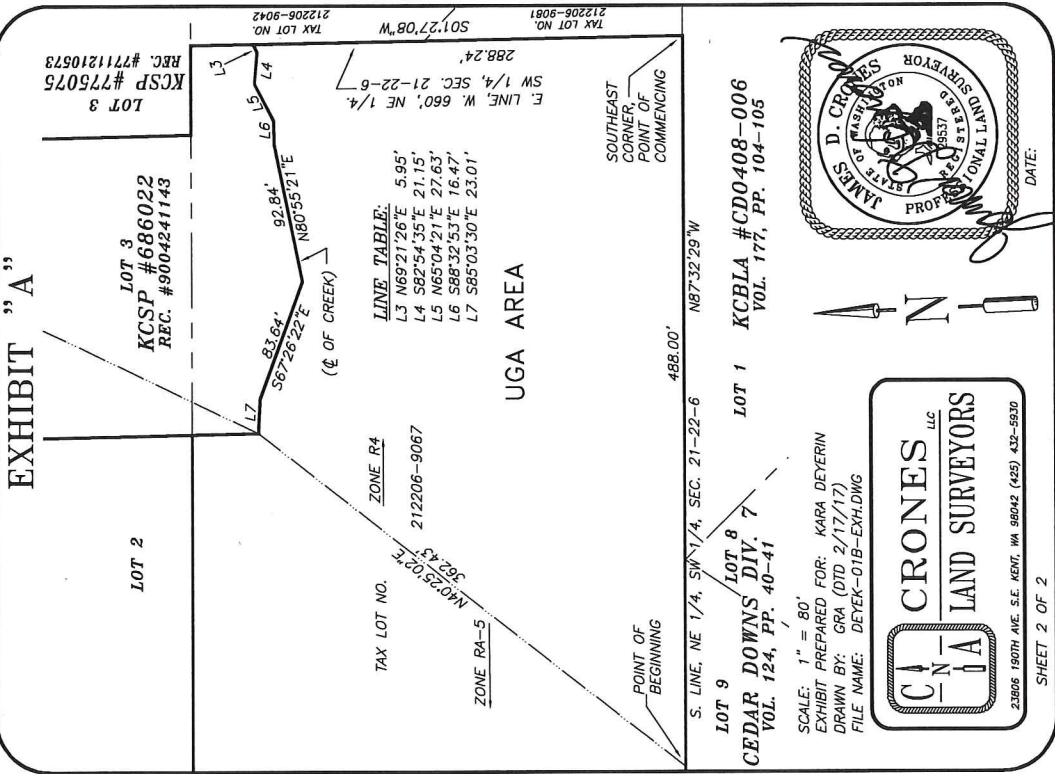 EXHIBIT "A"
LOT 2
LOT 3
KCSP #686022
REC. #9004241143
LOT 3
KCSP #775075
REC. #7711210573
TAX LOT NO.
212206-9042
TAX LOT NO.
212206-9081
S01°27'08"W
288.24'
E. LINE, W. 660', NE 1/4,
SW 1/4, SEC. 21-22-6
L3
L4
L5
L6
92.84'
N80°55'21"E
83.64'
S67°26'22"E
L7
(℄ OF CREEK)
LINE TABLE:
L3 N69°21'26"E 5.95'
L4 S82°54'35"E 21.15'
L5 N65°04'21"E 27.63'
L6 S88°32'53"E 16.47'
L7 S85°03'30"E 23.01'
UGA AREA
ZONE R4
TAX LOT NO. 212206-9067
N40°25'02"E
362.43'
ZONE RA-5
SOUTHEAST
CORNER,
POINT OF
COMMENCING
POINT OF
BEGINNING
488.00'
S. LINE, NE 1/4, SW 1/4, SEC. 21-22-6 N87°32'29"W
LOT 9 LOT 8
CEDAR DOWNS DIV. 7
VOL. 124, PP. 40-41
LOT 1 KCBLA #CD0408-006
VOL. 177, PP. 104-105
SCALE: 1" = 80'
EXHIBIT PREPARED FOR: KARA DEYERIN
DRAWN BY: GRA (DTD 2/17/17)
FILE NAME: DEYEK-01B-EXH.DWG
N
C N A
CRONES LLC
LAND SURVEYORS
23806 190TH AVE. S.E. KENT, WA 98042 (425) 432-5930
SHEET 2 OF 2
JAMES D. CRONES
STATE OF WASHINGTON
29537
REGISTERED
PROFESSIONAL LAND SURVEYOR
DATE: